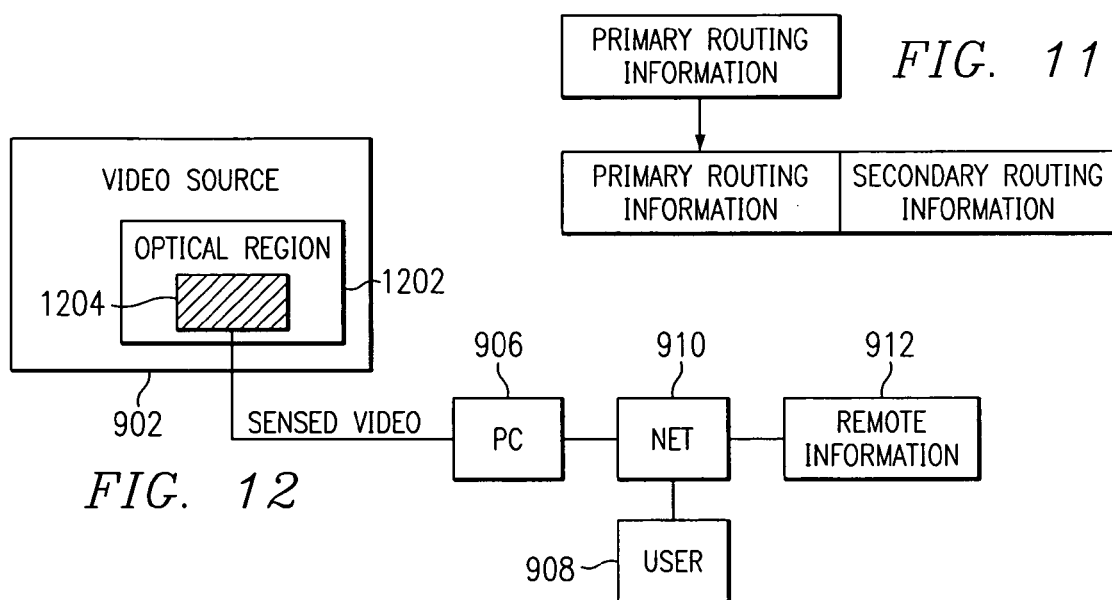 PRIMARY ROUTING
INFORMATION
FIG. 11
PRIMARY ROUTING
INFORMATION
SECONDARY ROUTING
INFORMATION
VIDEO SOURCE
OPTICAL REGION
1204
1202
902
SENSED VIDEO
906
PC
910
NET
912
REMOTE
INFORMATION
908
USER
FIG. 12